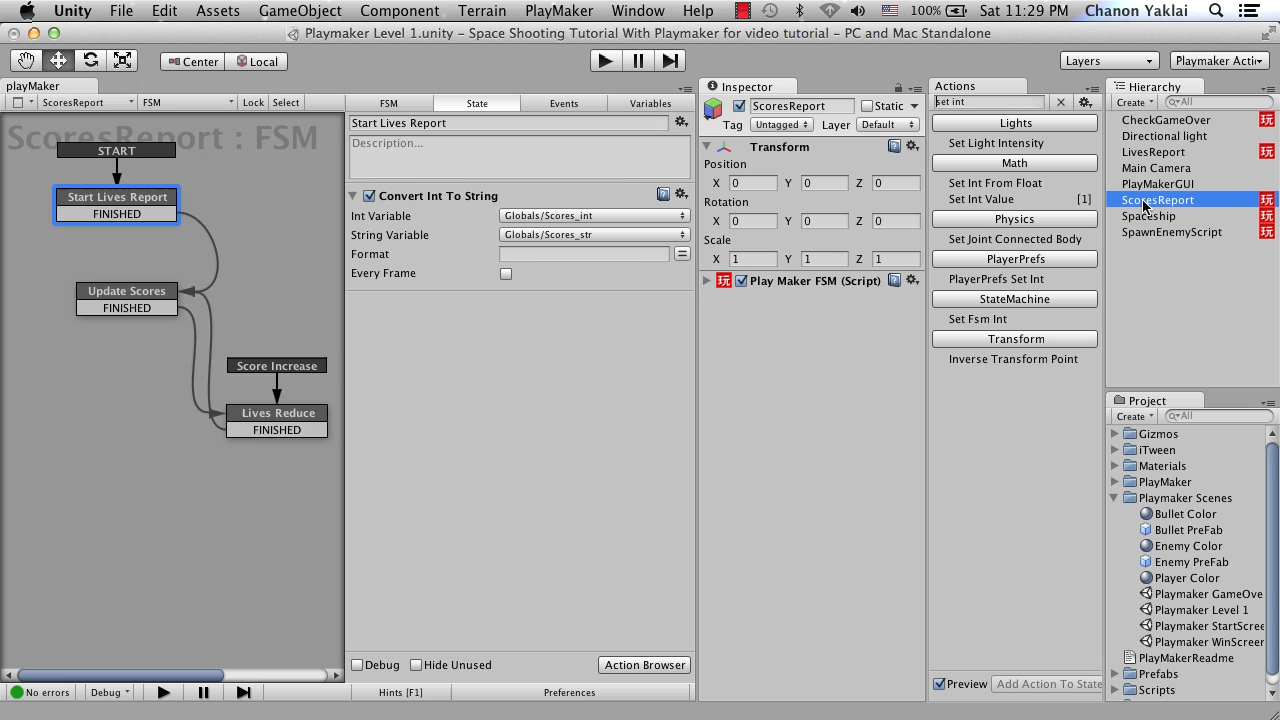 Unity File Edit Assets GameObject Component Terrain PlayMaker Window Help 100% Sat 11:29 PM Chanon Yaklai
Playmaker Level 1.unity – Space Shooting Tutorial With Playmaker for video tutorial – PC and Mac Standalone
Center Local Layers Playmaker Acti
playMaker
ScoresReport FSM Lock Select
ScoresReport : FSM
START
Start Lives Report
FINISHED
Update Scores
FINISHED
Score Increase
Lives Reduce
FINISHED
No errors Debug
FSM State Events Variables
Start Lives Report
Description...
Convert Int To String
Int Variable Globals/Scores_int
String Variable Globals/Scores_str
Format =
Every Frame
Debug Hide Unused Action Browser
Hints [F1] Preferences
Inspector
ScoresReport Static
Tag Untagged Layer Default
Transform
Position
X 0 Y 0 Z 0
Rotation
X 0 Y 0 Z 0
Scale
X 1 Y 1 Z 1
玩 Play Maker FSM (Script)
Actions
set int
Lights
Set Light Intensity
Math
Set Int From Float
Set Int Value [1]
Physics
Set Joint Connected Body
PlayerPrefs
PlayerPrefs Set Int
StateMachine
Set Fsm Int
Transform
Inverse Transform Point
Preview Add Action To State
Hierarchy
Create All
CheckGameOver 玩
Directional light
LivesReport 玩
Main Camera
PlayMakerGUI
ScoresReport 玩
Spaceship 玩
SpawnEnemyScript 玩
Project
Create All
Gizmos
iTween
Materials
PlayMaker
Playmaker Scenes
Bullet Color
Bullet PreFab
Enemy Color
Enemy PreFab
Player Color
Playmaker GameOve
Playmaker Level 1
Playmaker StartScree
Playmaker WinScreen
PlayMakerReadme
Prefabs
Scripts